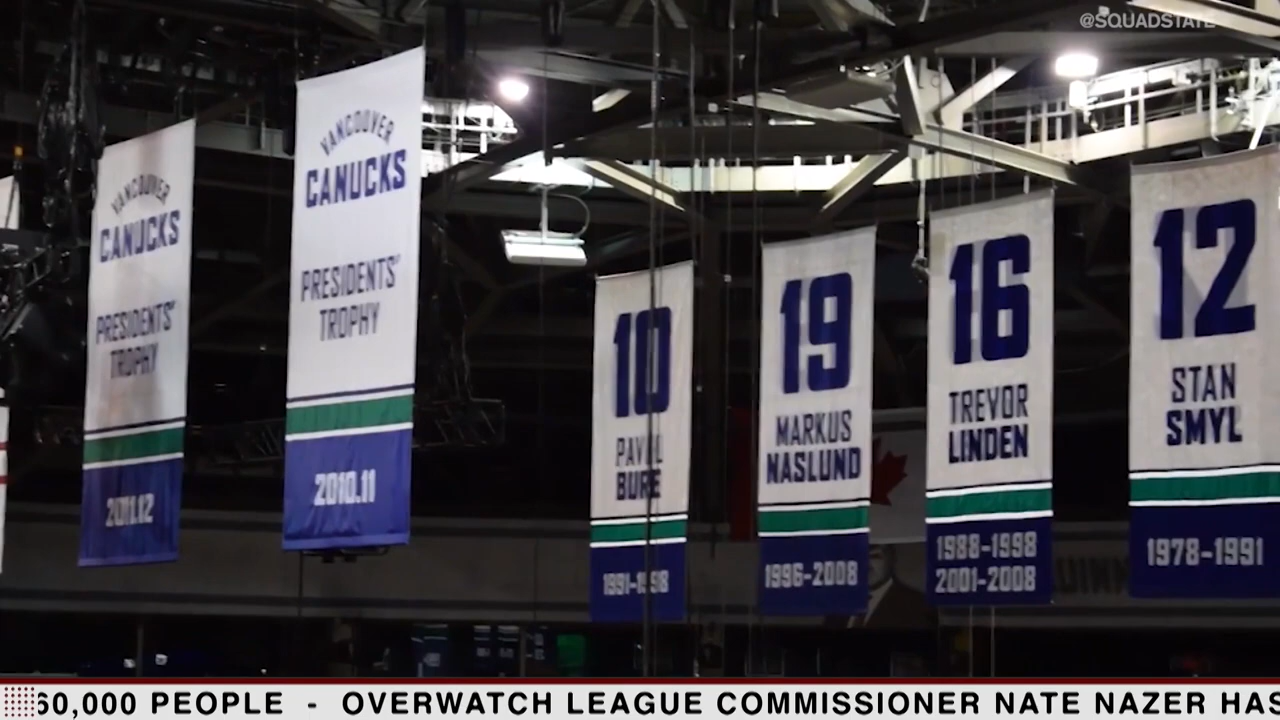 @SQUADSTATE
VANCOUVER
CANUCKS
PRESIDENTS'
TROPHY
2011.12
VANCOUVER
CANUCKS
PRESIDENTS'
TROPHY
2010.11
10
PAVEL
BURE
1991-1998
19
MARKUS
NASLUND
1996-2008
16
TREVOR
LINDEN
1988-1998
2001-2008
12
STAN
SMYL
1978-1991
60,000 PEOPLE - OVERWATCH LEAGUE COMMISSIONER NATE NAZER HAS